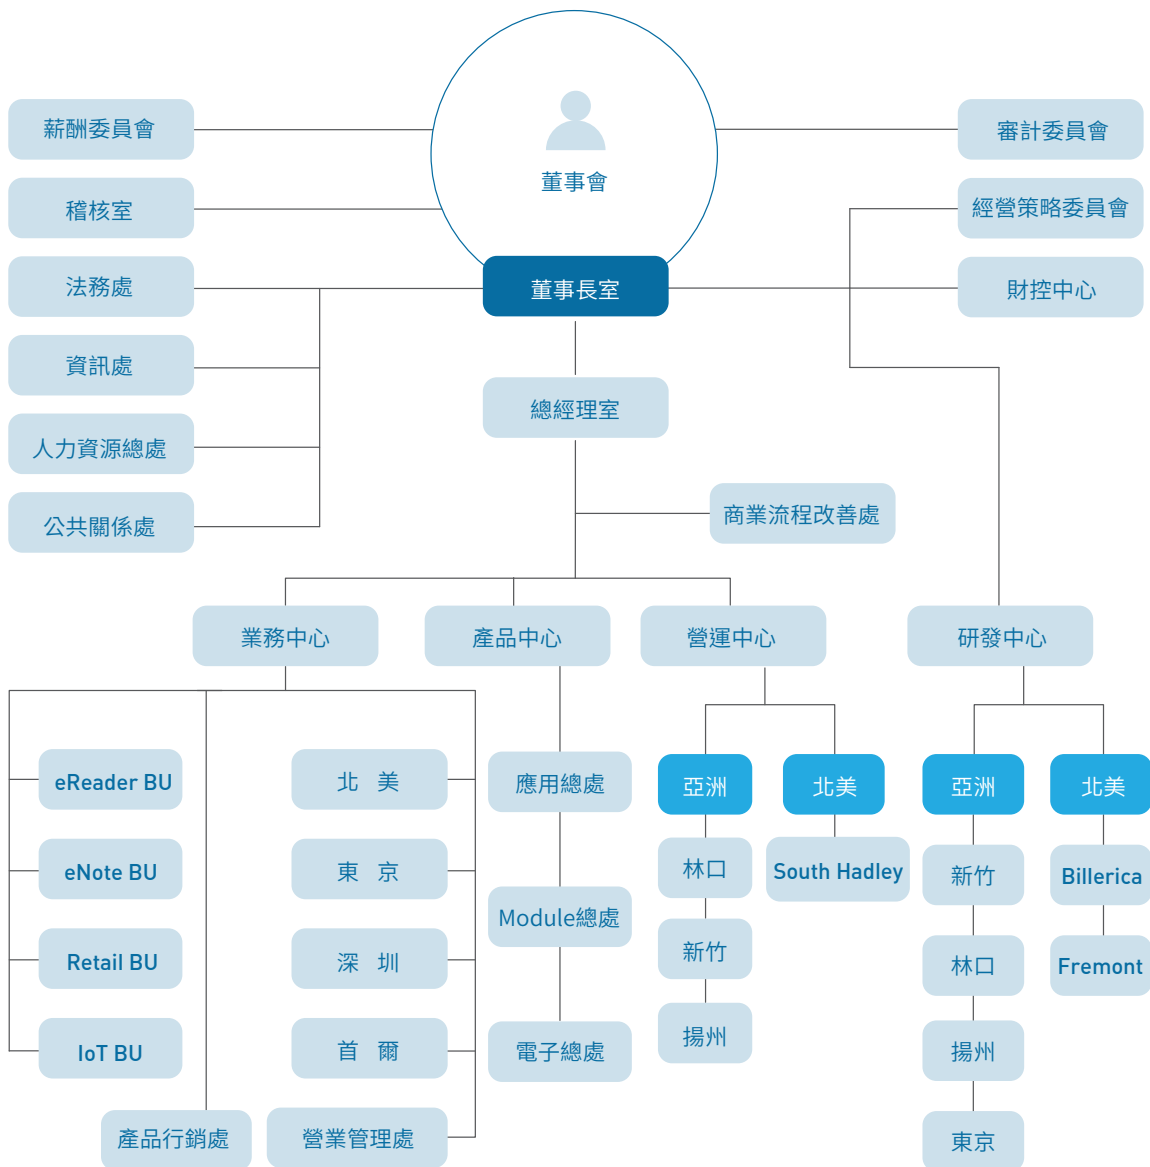 董事會
薪酬委員會
審計委員會
稽核室
經營策略委員會
法務處
董事長室
財控中心
資訊處
總經理室
人力資源總處
公共關係處
商業流程改善處
業務中心
產品中心
營運中心
研發中心
eReader BU
eNote BU
Retail BU
IoT BU
產品行銷處
北 美
東 京
深 圳
首 爾
營業管理處
應用總處
Module總處
電子總處
亞洲
林口
新竹
揚州
北美
South Hadley
亞洲
新竹
林口
揚州
東京
北美
Billerica
Fremont